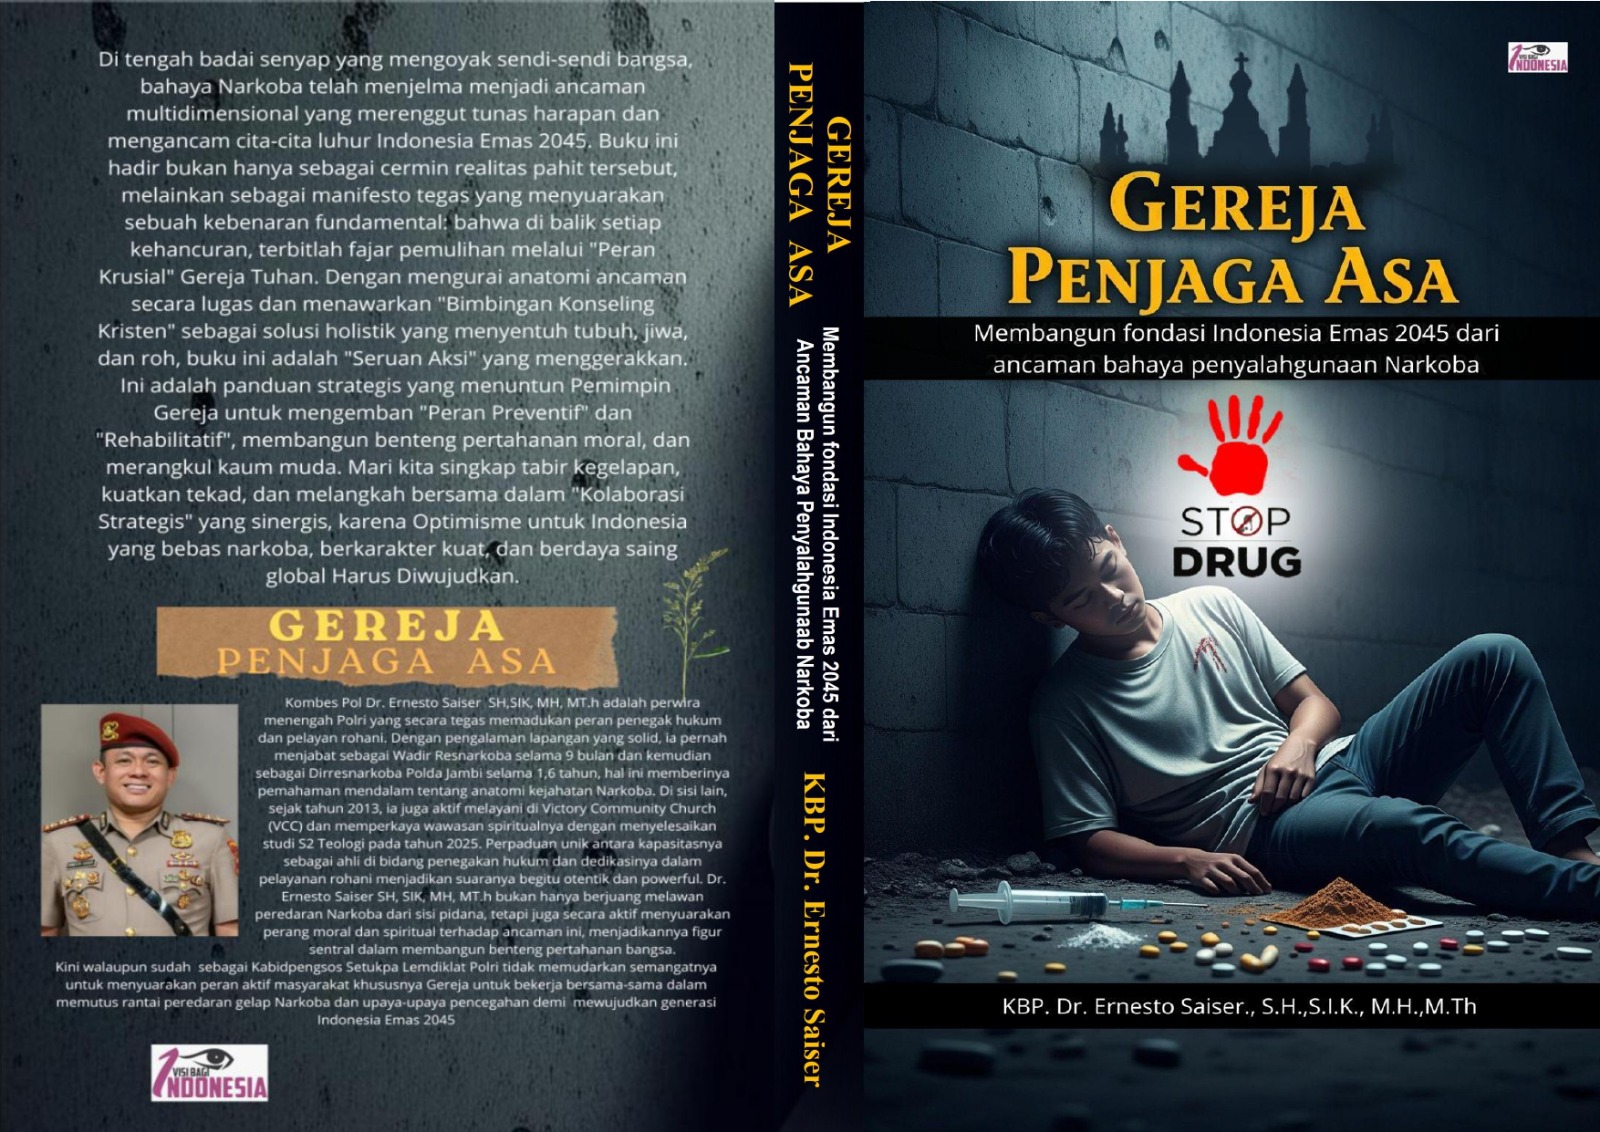 Di tengah badai senyap yang mengoyak sendi-sendi bangsa,
bahaya Narkoba telah menjelma menjadi ancaman
multidimensional yang merenggut tunas harapan dan
mengancam cita-cita luhur Indonesia Emas 2045. Buku ini
hadir bukan hanya sebagai cermin realitas pahit tersebut,
melainkan sebagai manifesto tegas yang menyuarakan
sebuah kebenaran fundamental: bahwa di balik setiap
kehancuran, terbitlah fajar pemulihan melalui "Peran
Krusial" Gereja Tuhan. Dengan mengurai anatomi ancaman
secara lugas dan menawarkan "Bimbingan Konseling
Kristen" sebagai solusi holistik yang menyentuh tubuh, jiwa,
dan roh, buku ini adalah "Seruan Aksi" yang menggerakkan.
Ini adalah panduan strategis yang menuntun Pemimpin
Gereja untuk mengemban "Peran Preventif" dan
"Rehabilitatif", membangun benteng pertahanan moral, dan
merangkul kaum muda. Mari kita singkap tabir kegelapan,
kuatkan tekad, dan melangkah bersama dalam "Kolaborasi
Strategis" yang sinergis, karena Optimisme untuk Indonesia
yang bebas narkoba, berkarakter kuat, dan berdaya saing
global Harus Diwujudkan.
GEREJA
PENJAGA ASA
Kombes Pol Dr. Ernesto Saiser SH,SIK, MH, MT.h adalah perwira
menengah Polri yang secara tegas memadukan peran penegak hukum
dan pelayan rohani. Dengan pengalaman lapangan yang solid, ia pernah
menjabat sebagai Wadir Resnarkoba selama 9 bulan dan kemudian
sebagai Dirresnarkoba Polda Jambi selama 1,6 tahun, hal ini memberinya
pemahaman mendalam tentang anatomi kejahatan Narkoba. Di sisi lain,
sejak tahun 2013, ia juga aktif melayani di Victory Community Church
(VCC) dan memperkaya wawasan spiritualnya dengan menyelesaikan
studi S2 Teologi pada tahun 2025. Perpaduan unik antara kapasitasnya
sebagai ahli di bidang penegakan hukum dan dedikasinya dalam
pelayanan rohani menjadikan suaranya begitu otentik dan powerful. Dr.
Ernesto Saiser SH, SIK, MH, MT.h bukan hanya berjuang melawan
peredaran Narkoba dari sisi pidana, tetapi juga secara aktif menyuarakan
perang moral dan spiritual terhadap ancaman ini, menjadikannya figur
sentral dalam membangun benteng pertahanan bangsa.
Kini walaupun sudah sebagai Kabidpengsos Setukpa Lemdiklat Polri tidak memudarkan semangatnya
untuk menyuarakan peran aktif masyarakat khususnya Gereja untuk bekerja bersama-sama dalam
memutus rantai peredaran gelap Narkoba dan upaya-upaya pencegahan demi mewujudkan generasi
Indonesia Emas 2045
1 VISI BAGI
INDONESIA
GEREJA
PENJAGA ASA
Membangun fondasi Indonesia Emas 2045 dari
Ancaman Bahaya Penyalahgunaab Narkoba
KBP. Dr. Ernesto Saiser
1 VISI BAGI
INDONESIA
GEREJA
PENJAGA ASA
Membangun fondasi Indonesia Emas 2045 dari
ancaman bahaya penyalahgunaan Narkoba
STOP
DRUG
KBP. Dr. Ernesto Saiser., S.H.,S.I.K., M.H.,M.Th